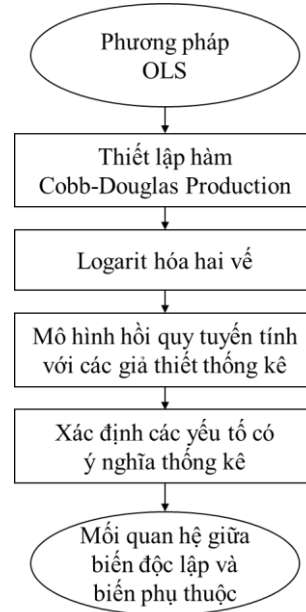 Phương pháp
OLS
Thiết lập hàm
Cobb-Douglas Production
Logarit hóa hai vế
Mô hình hồi quy tuyến tính
với các giả thiết thống kê
Xác định các yếu tố có
ý nghĩa thống kê
Mối quan hệ giữa
biến độc lập và
biến phụ thuộc